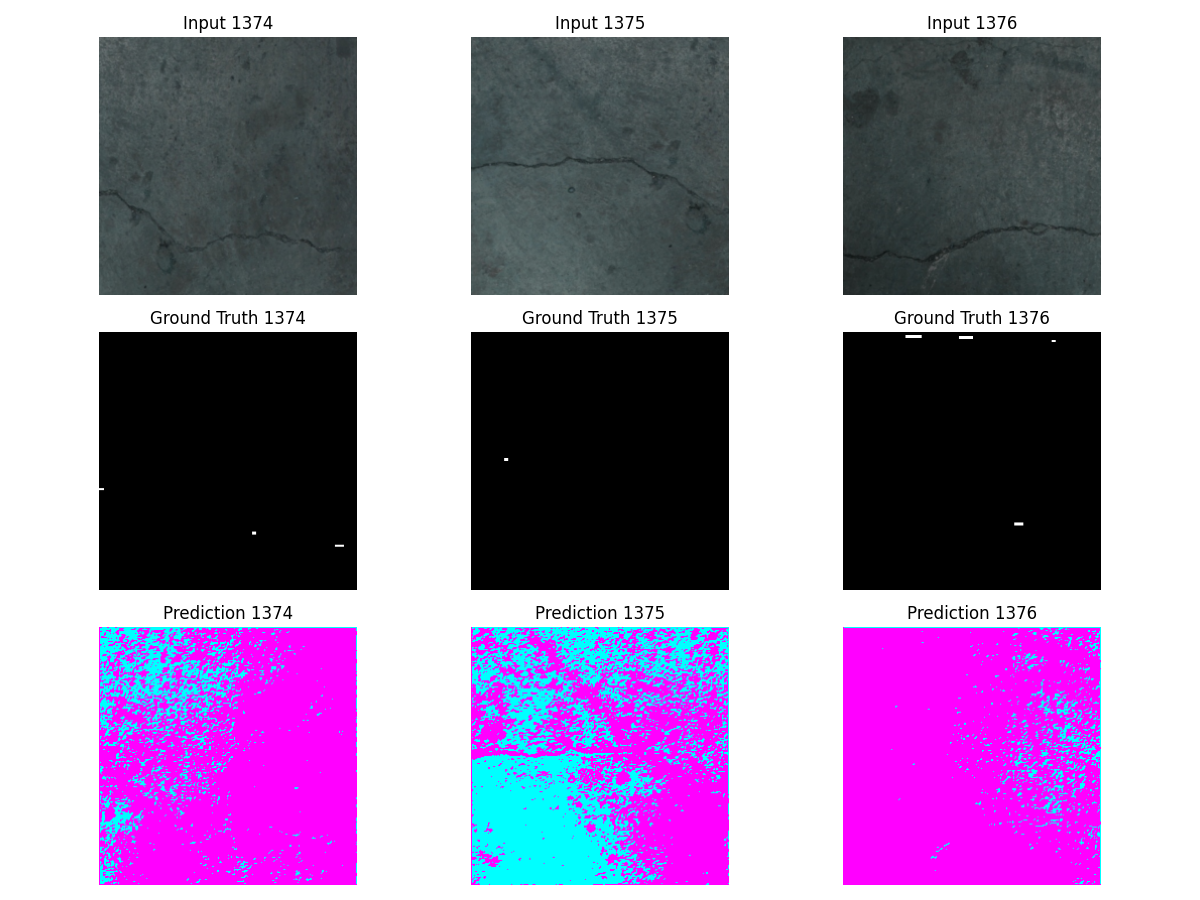 Input 1374
Input 1375
Input 1376
Ground Truth 1374
Ground Truth 1375
Ground Truth 1376
Prediction 1374
Prediction 1375
Prediction 1376